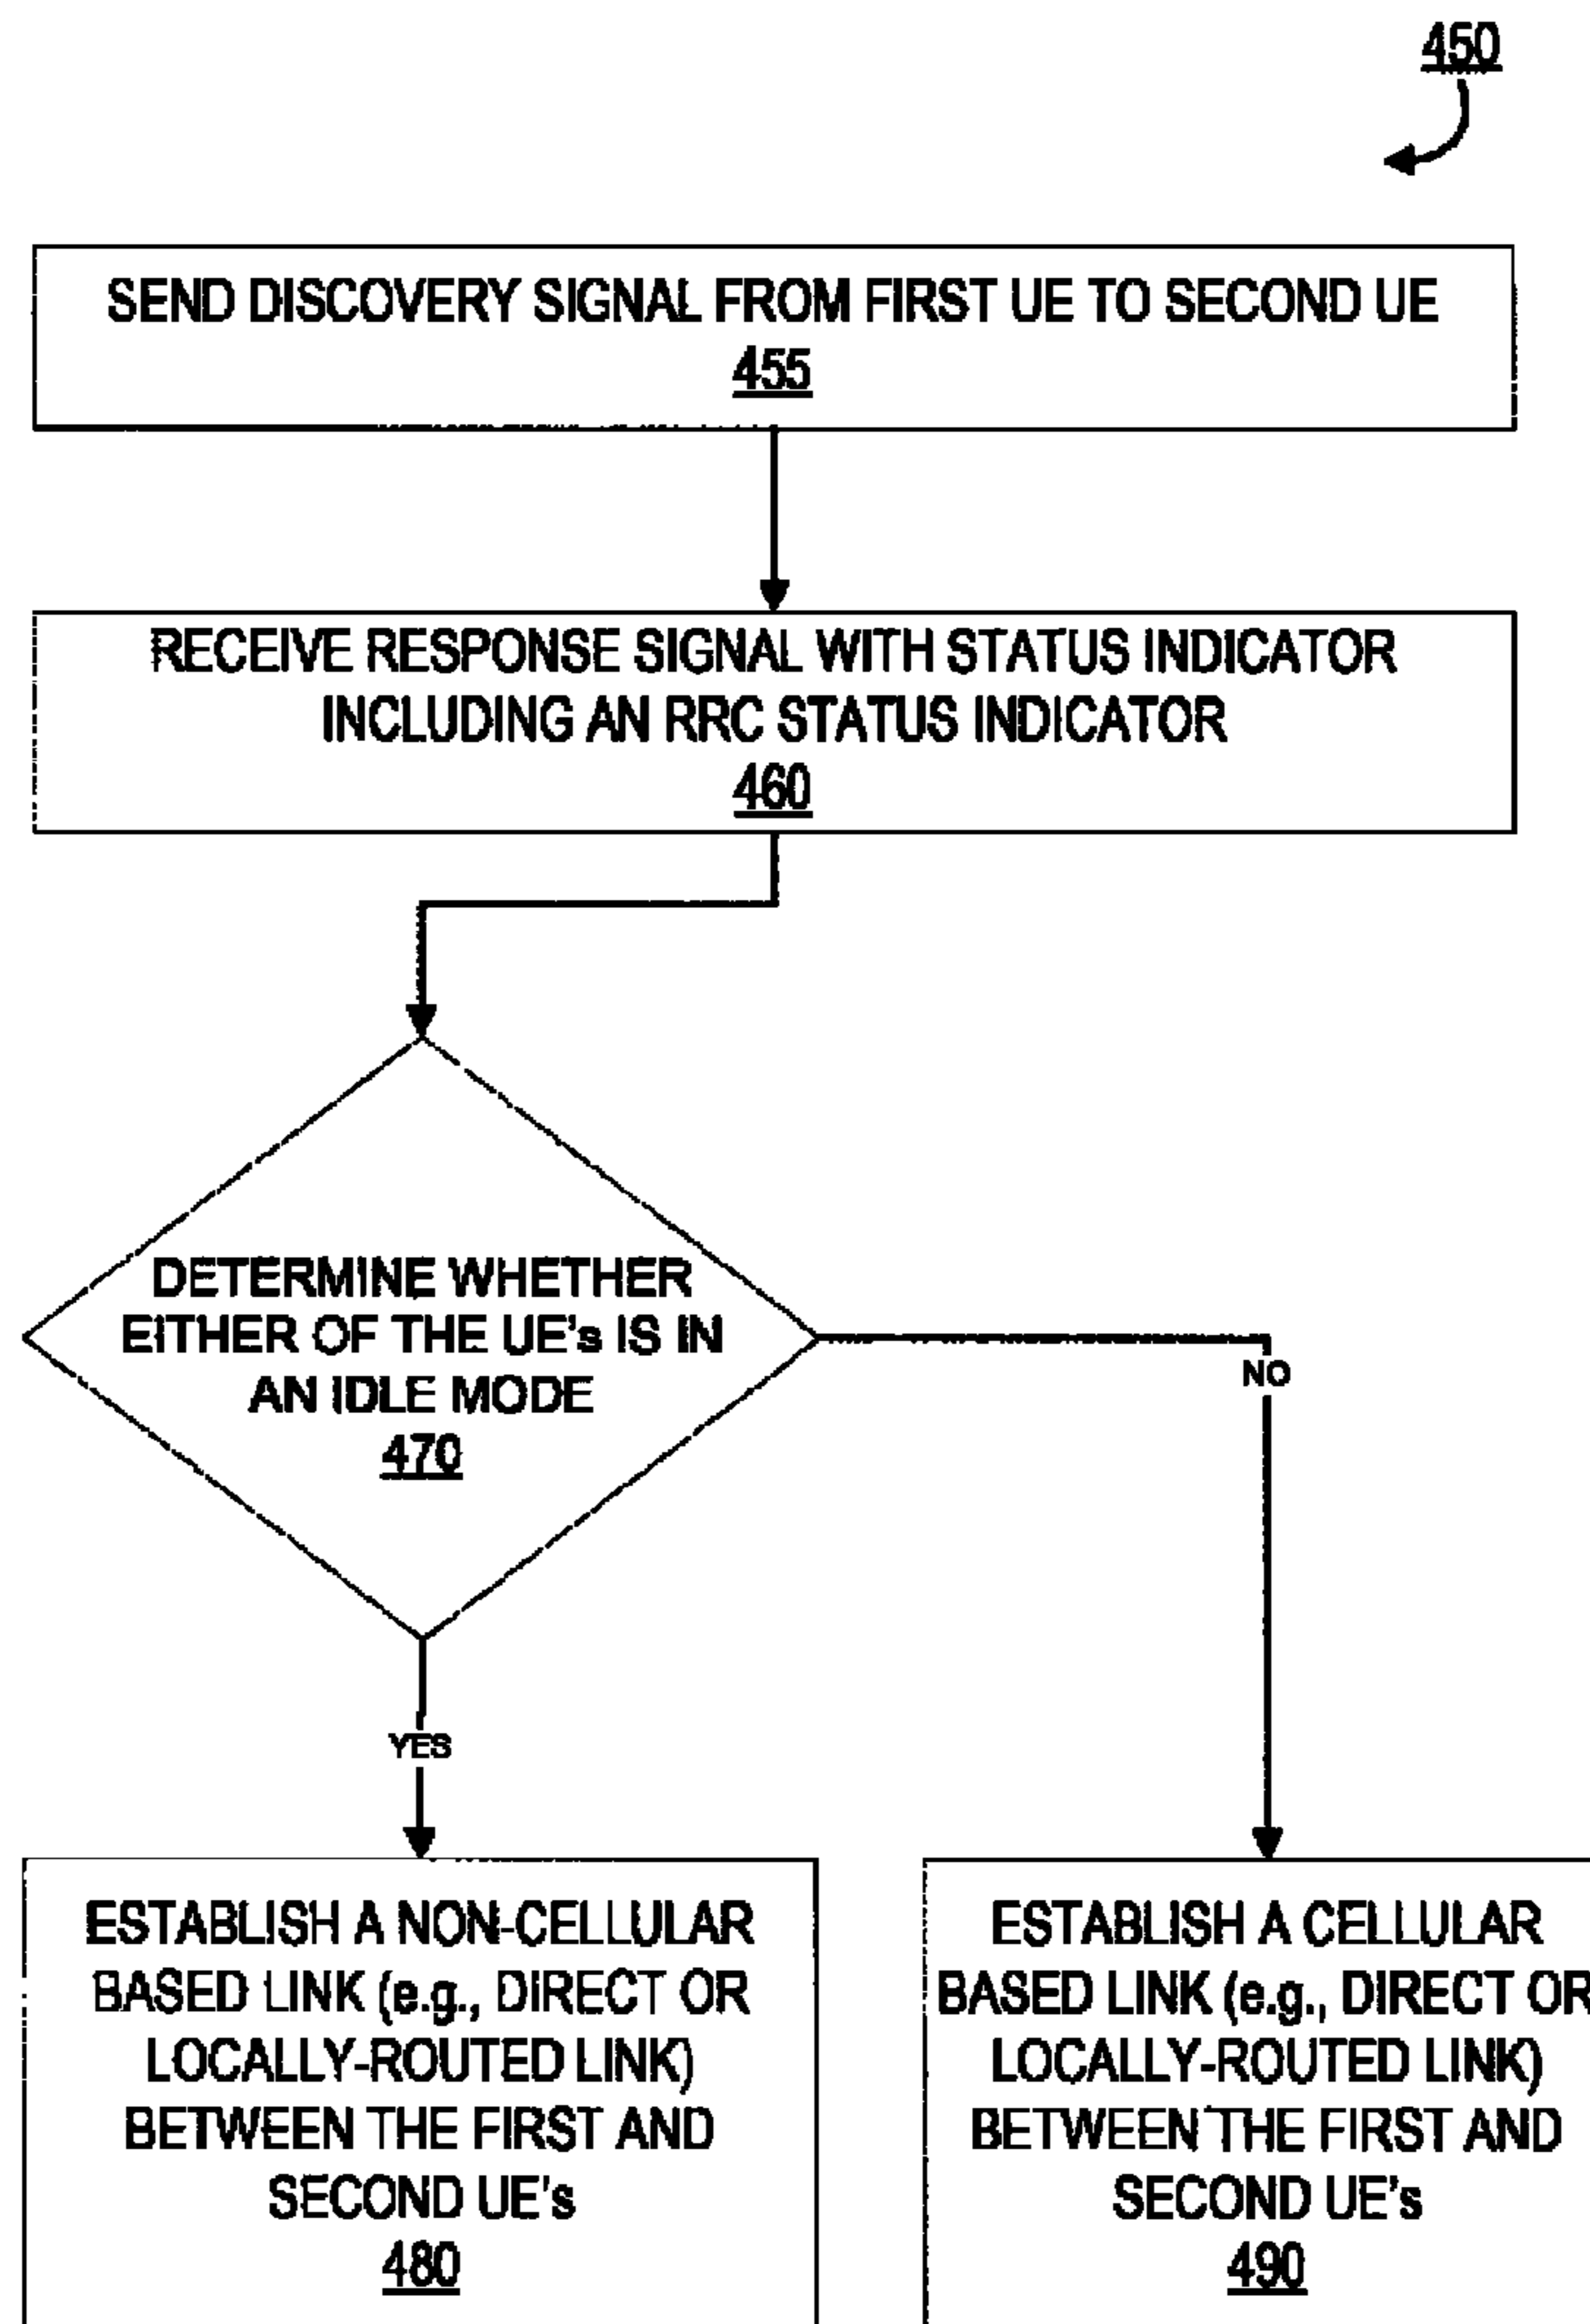 450
SEND DISCOVERY SIGNAL FROM FIRST UE TO SECOND UE
455
RECEIVE RESPONSE SIGNAL WITH STATUS INDICATOR
INCLUDING AN RRC STATUS INDICATOR
460
DETERMINE WHETHER
EITHER OF THE UE's IS IN
AN IDLE MODE
470
NO
YES
ESTABLISH A NON-CELLULAR
BASED LINK (e.g., DIRECT OR
LOCALLY-ROUTED LINK)
BETWEEN THE FIRST AND
SECOND UE's
480
ESTABLISH A CELLULAR
BASED LINK (e.g., DIRECT OR
LOCALLY-ROUTED LINK)
BETWEEN THE FIRST AND
SECOND UE's
490